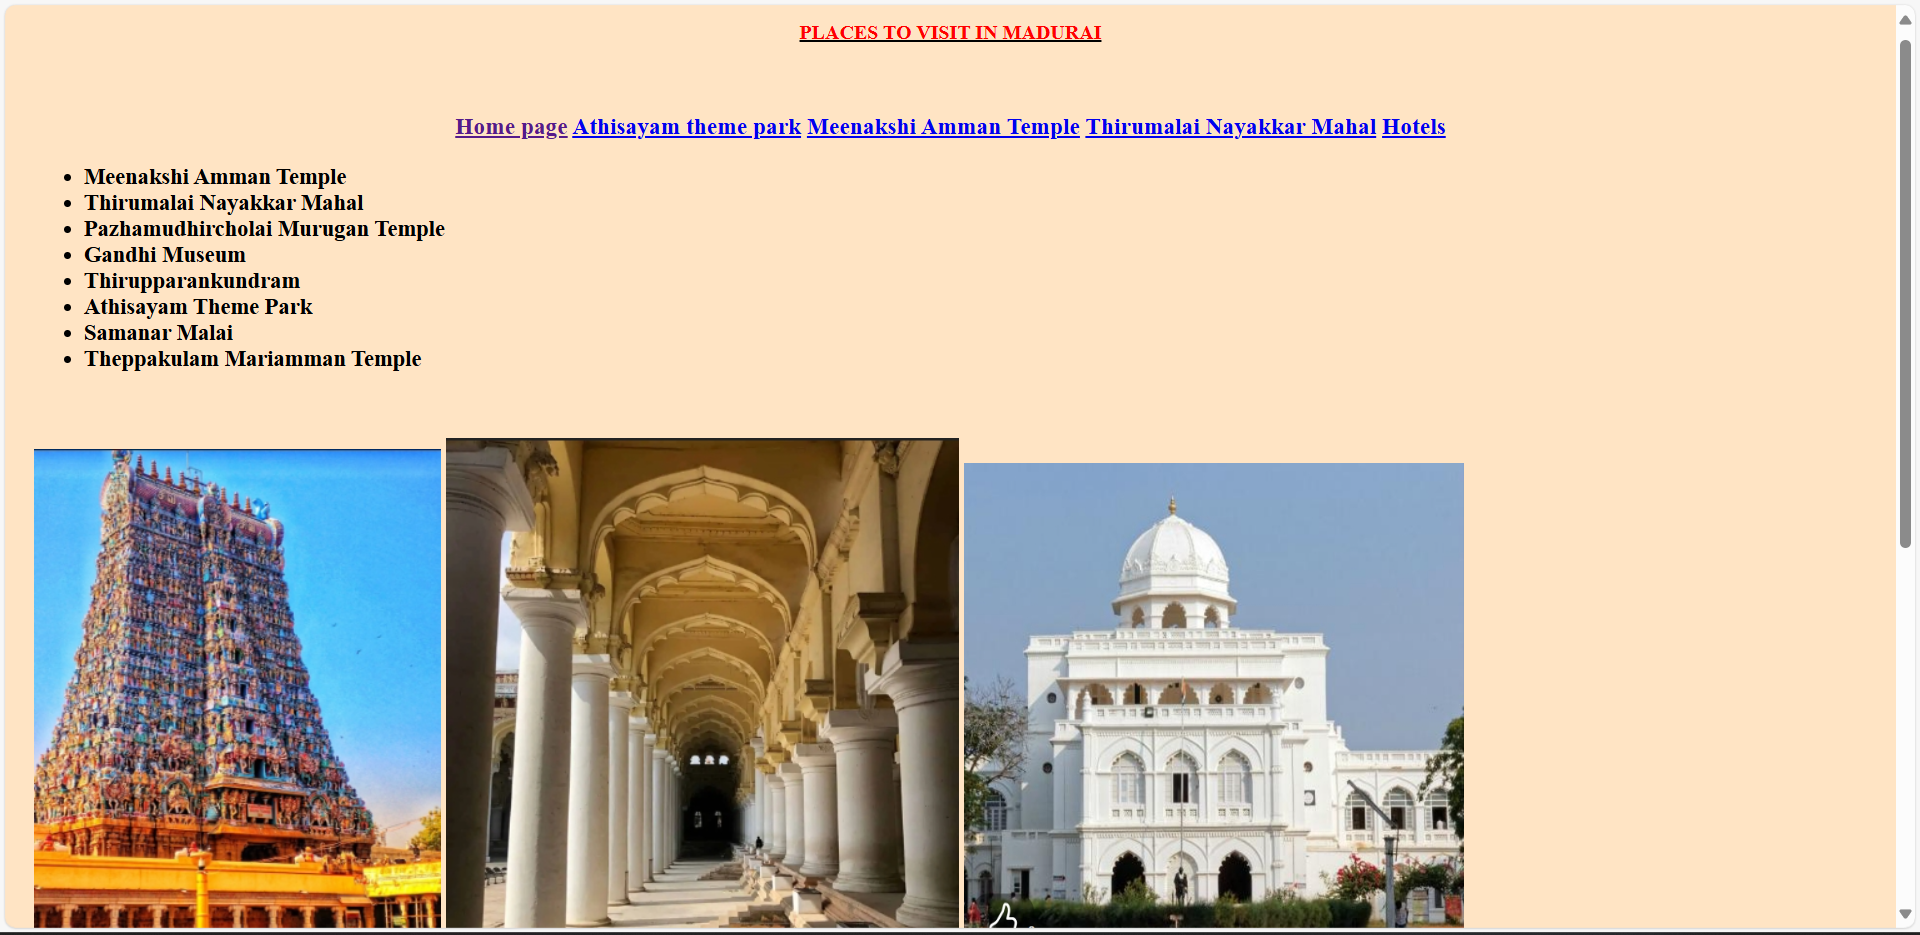 PLACES TO VISIT IN MADURAI
Home page Athisayam theme park Meenakshi Amman Temple Thirumalai Nayakkar Mahal Hotels
Meenakshi Amman Temple
Thirumalai Nayakkar Mahal
Pazhamudhircholai Murugan Temple
Gandhi Museum
Thirupparankundram
Athisayam Theme Park
Samanar Malai
Theppakulam Mariamman Temple